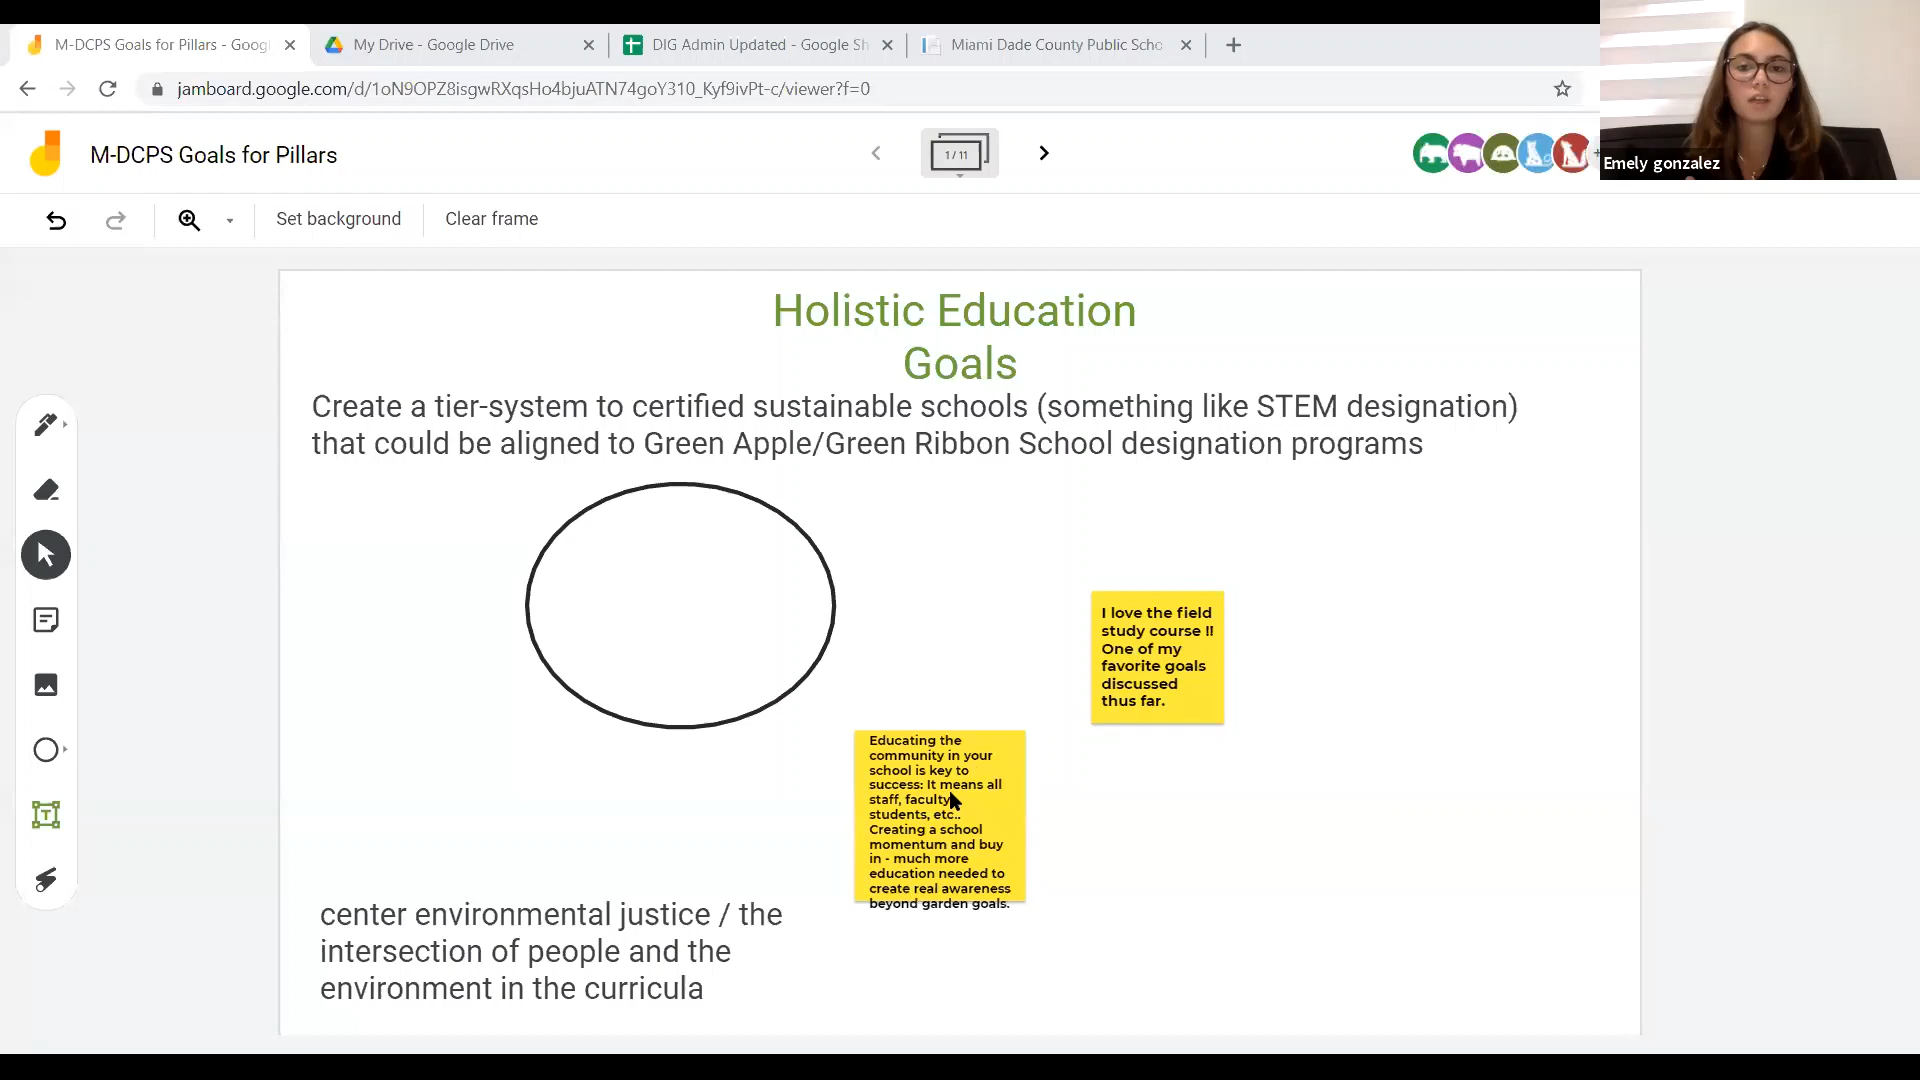 M-DCPS Goals for Pillars - Goog
My Drive - Google Drive
DIG Admin Updated - Google Sh
Miami Dade County Public Scho
jamboard.google.com/d/1oN9OPZ8isgwRXqsHo4bjuATN74goY310_Kyf9ivPt-c/viewer?f=0
M-DCPS Goals for Pillars
1 / 11
Emely gonzalez
Set background
Clear frame
Holistic Education
Goals
Create a tier-system to certified sustainable schools (something like STEM designation)
that could be aligned to Green Apple/Green Ribbon School designation programs
I love the field
study course !!
One of my
favorite goals
discussed
thus far.
Educating the
community in your
school is key to
success: It means all
staff, faculty
students, etc..
Creating a school
momentum and buy
in - much more
education needed to
create real awareness
beyond garden goals.
center environmental justice / the
intersection of people and the
environment in the curricula